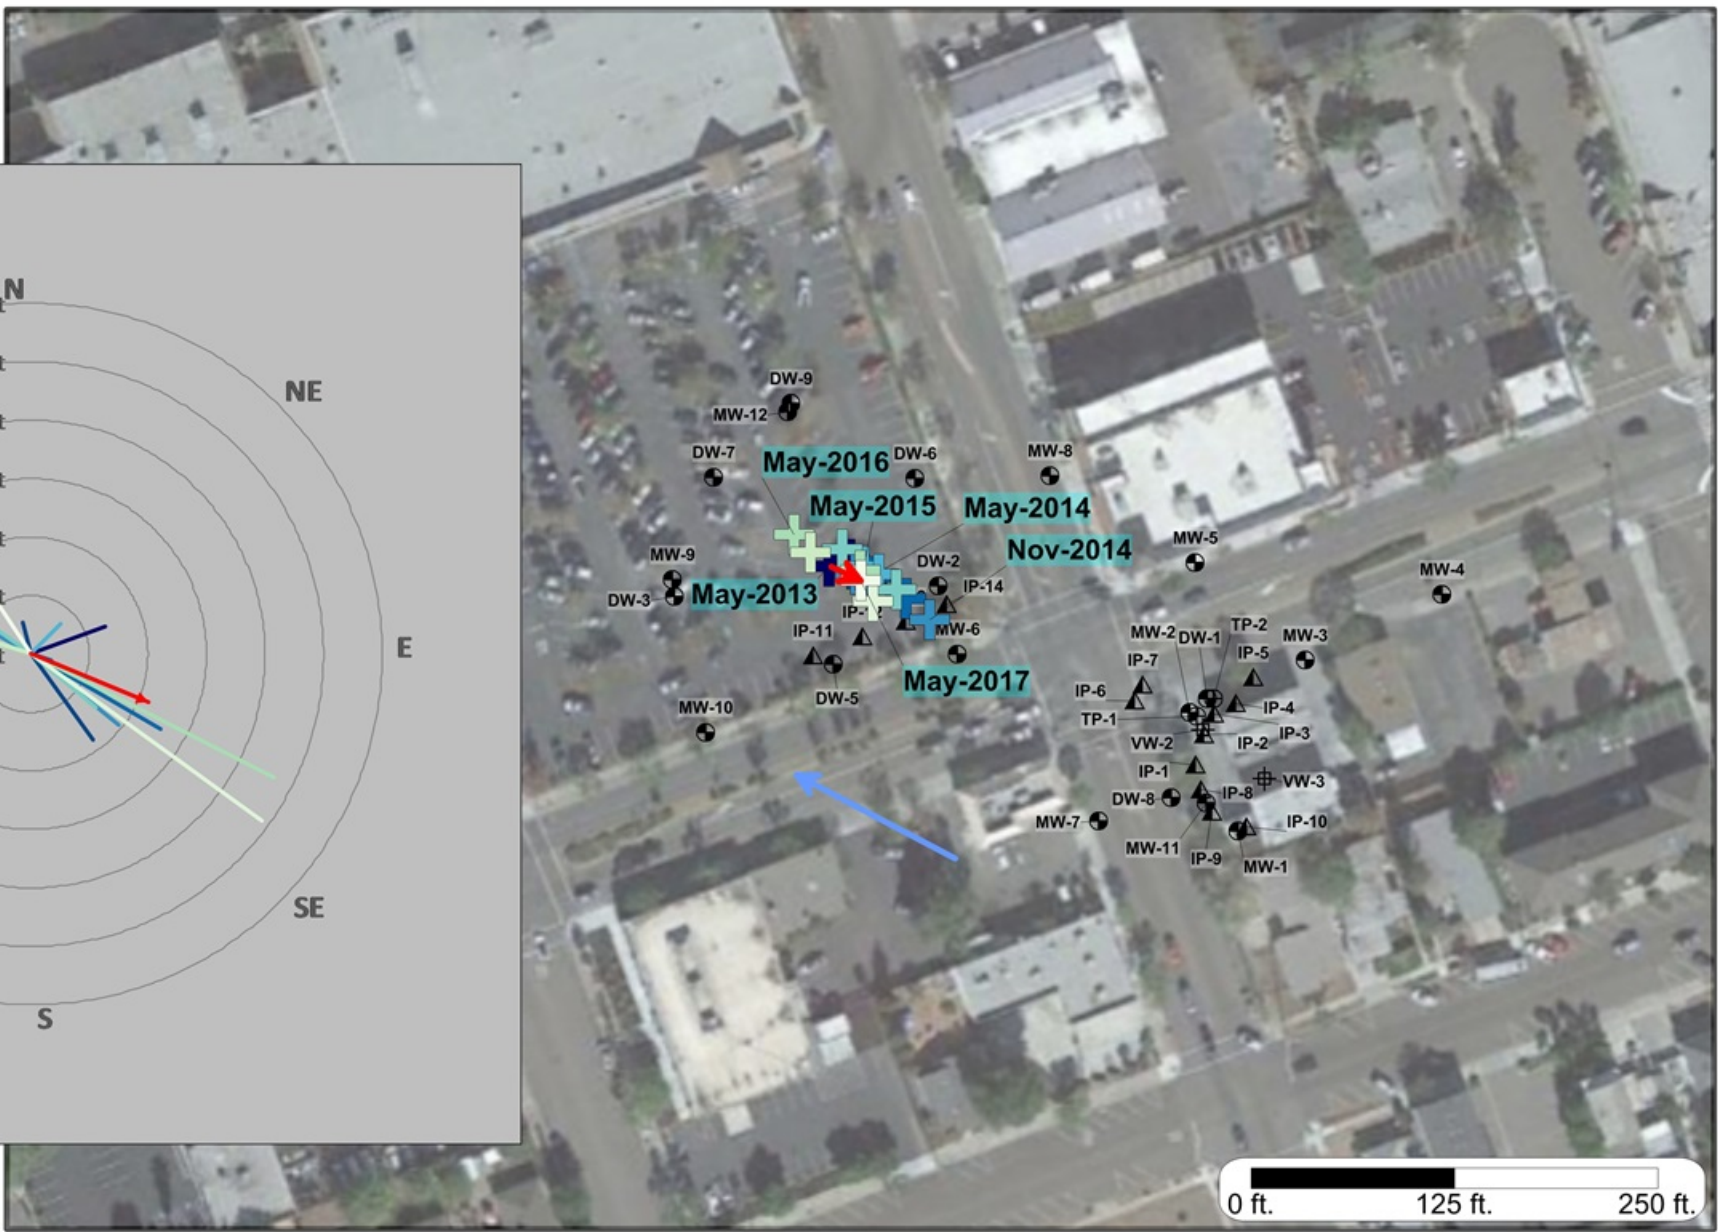 N
t
t
t
t
t
t
t
NE
E
SE
S
DW-9
MW-12
DW-7
May-2016
DW-6
MW-8
May-2015
May-2014
Nov-2014
MW-5
MW-9
DW-2
IP-14
MW-4
DW-3
May-2013
IP-11
MW-6
DW-5
May-2017
MW-10
MW-2
DW-1
TP-2
MW-3
IP-7
IP-5
IP-6
IP-4
TP-1
IP-3
VW-2
IP-2
IP-1
VW-3
DW-8
IP-8
MW-7
IP-10
MW-11
IP-9
MW-1
0 ft.
125 ft.
250 ft.